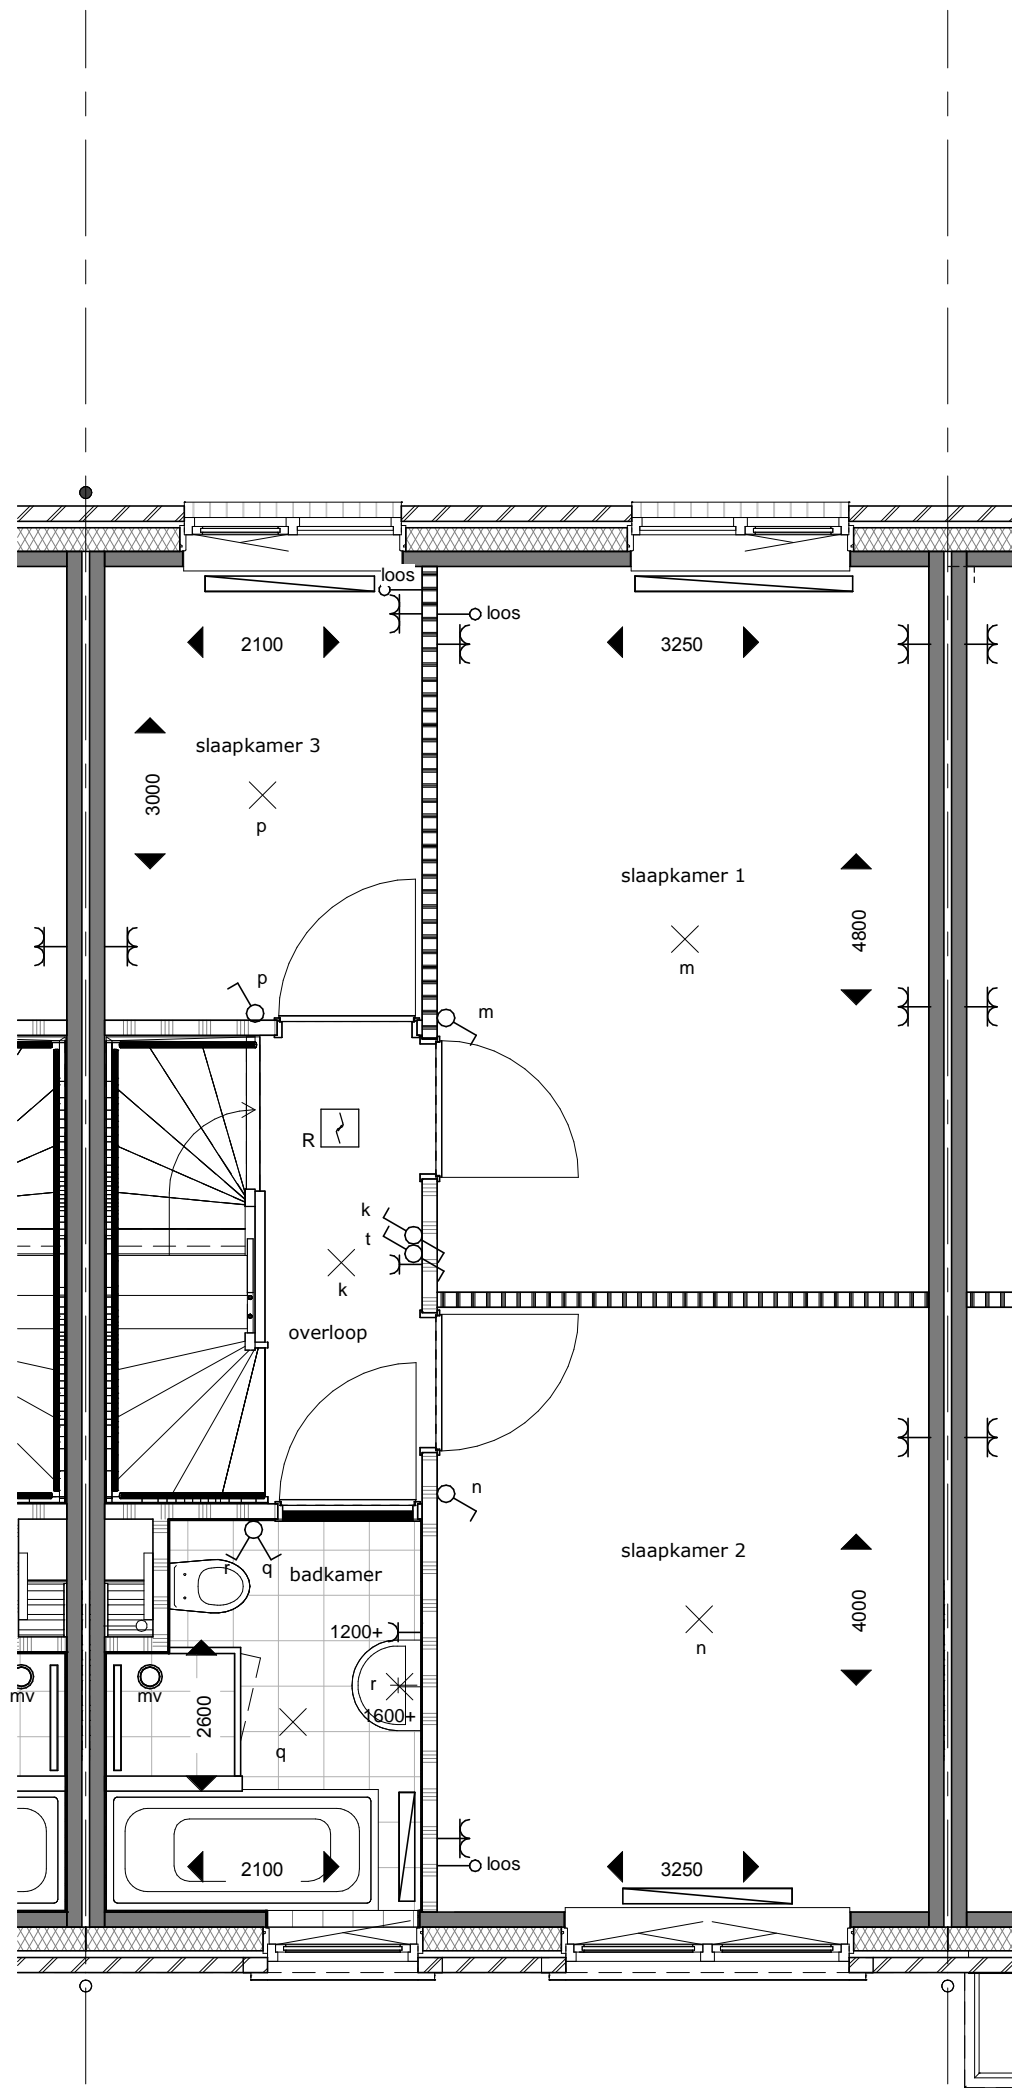 loos
loos
2100
3250
slaapkamer 3
3000
p
slaapkamer 1
4800
m
p
m
R
k
t
k
overloop
n
r
q
badkamer
slaapkamer 2
4000
1200+
n
r
mv
mv
2600
1600+
q
loos
2100
3250